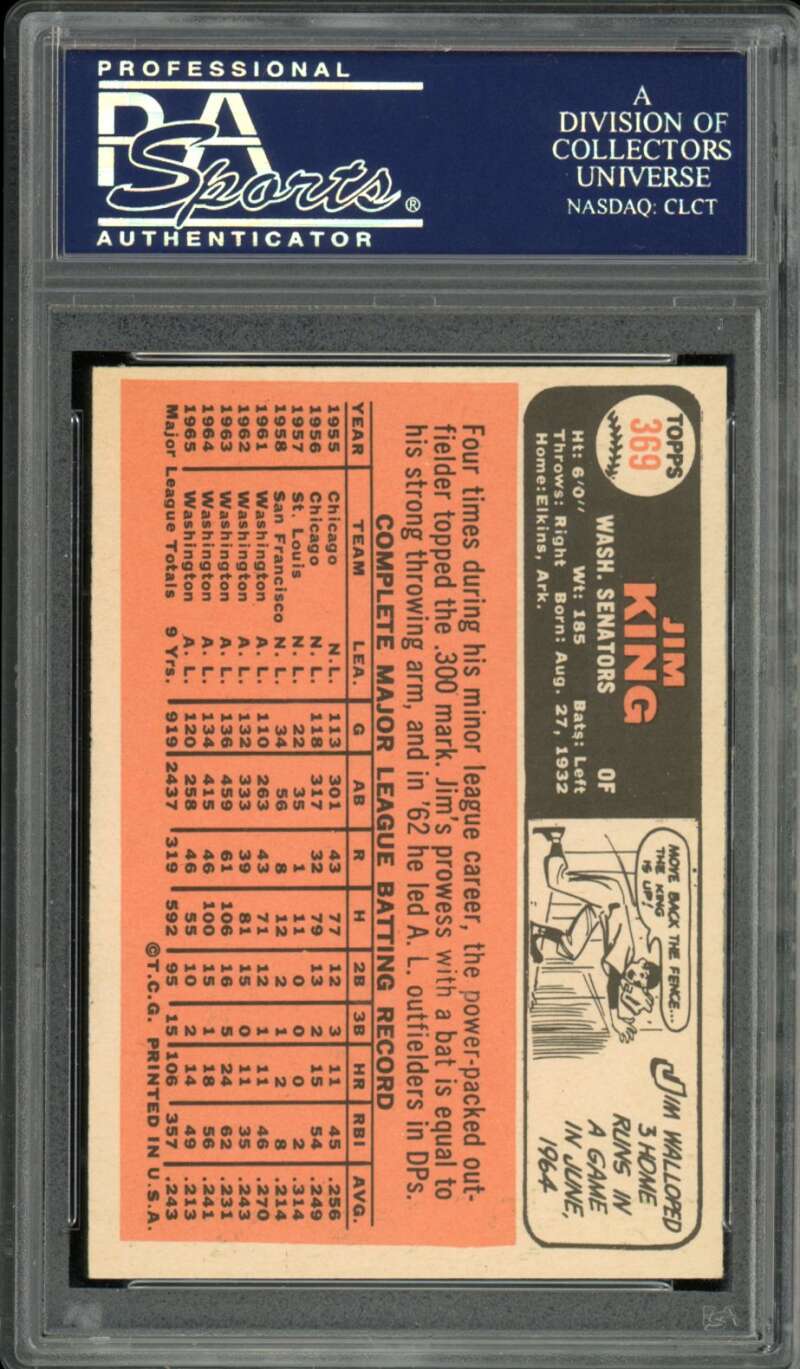 PROFESSIONAL
PSA
Sports®
AUTHENTICATOR
A
DIVISION OF
COLLECTORS
UNIVERSE
NASDAQ: CLCT
TOPPS
369
JIM
KING
WASH. SENATORS OF
Ht: 6'0" Wt: 185 Bats: Left
Throws: Right Born: Aug. 27, 1932
Home: Elkins, Ark.
MOVE BACK THE FENCE...
THE KING
IS UP!
JIM WALLOPED
3 HOME
RUNS IN
A GAME
IN JUNE,
1964
Four times during his minor league career, the power-packed out-
fielder topped the .300 mark. Jim's prowess with a bat is equal to
his strong throwing arm, and in '62 he led A. L. outfielders in DPs.
COMPLETE MAJOR LEAGUE BATTING RECORD
YEAR TEAM LEA. G AB R H 2B 3B HR RBI AVG.
1955 Chicago N.L. 113 301 43 77 12 3 11 45 .256
1956 Chicago N. L. 118 317 32 79 13 2 15 54 .249
1957 St. Louis N. L. 22 35 1 11 0 0 0 2 .314
1958 San Francisco N. L. 34 56 8 12 2 1 2 8 .214
1961 Washington A. L. 110 263 43 71 12 1 11 46 .270
1962 Washington A. L. 132 333 39 81 15 0 11 35 .243
1963 Washington A. L. 136 459 61 106 16 5 24 62 .231
1964 Washington A. L. 134 415 46 100 15 1 18 56 .241
1965 Washington A. L. 120 258 46 55 10 2 14 49 .213
Major League Totals 9 Yrs. 919 2437 319 592 95 15 106 357 .243
©T.C.G. PRINTED IN U.S.A.
PSA